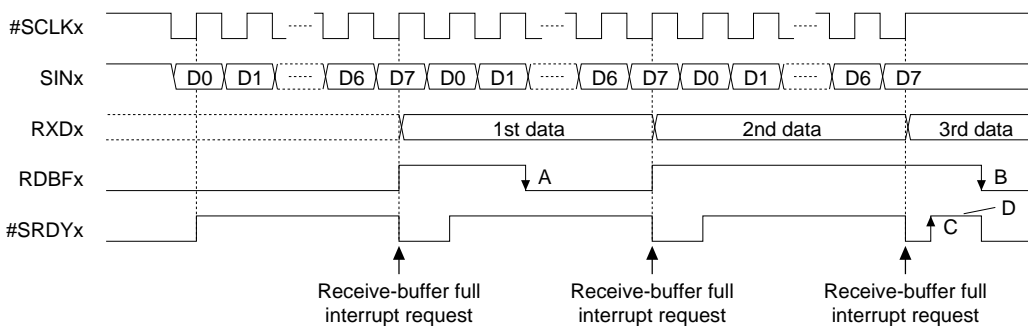 #SCLKx
SINx D0 D1 D6 D7 D0 D1 D6 D7 D0 D1 D6 D7
RXDx 1st data 2nd data 3rd data
RDBFx A B
#SRDYx C D
Receive-buffer full Receive-buffer full Receive-buffer full
interrupt request interrupt request interrupt request